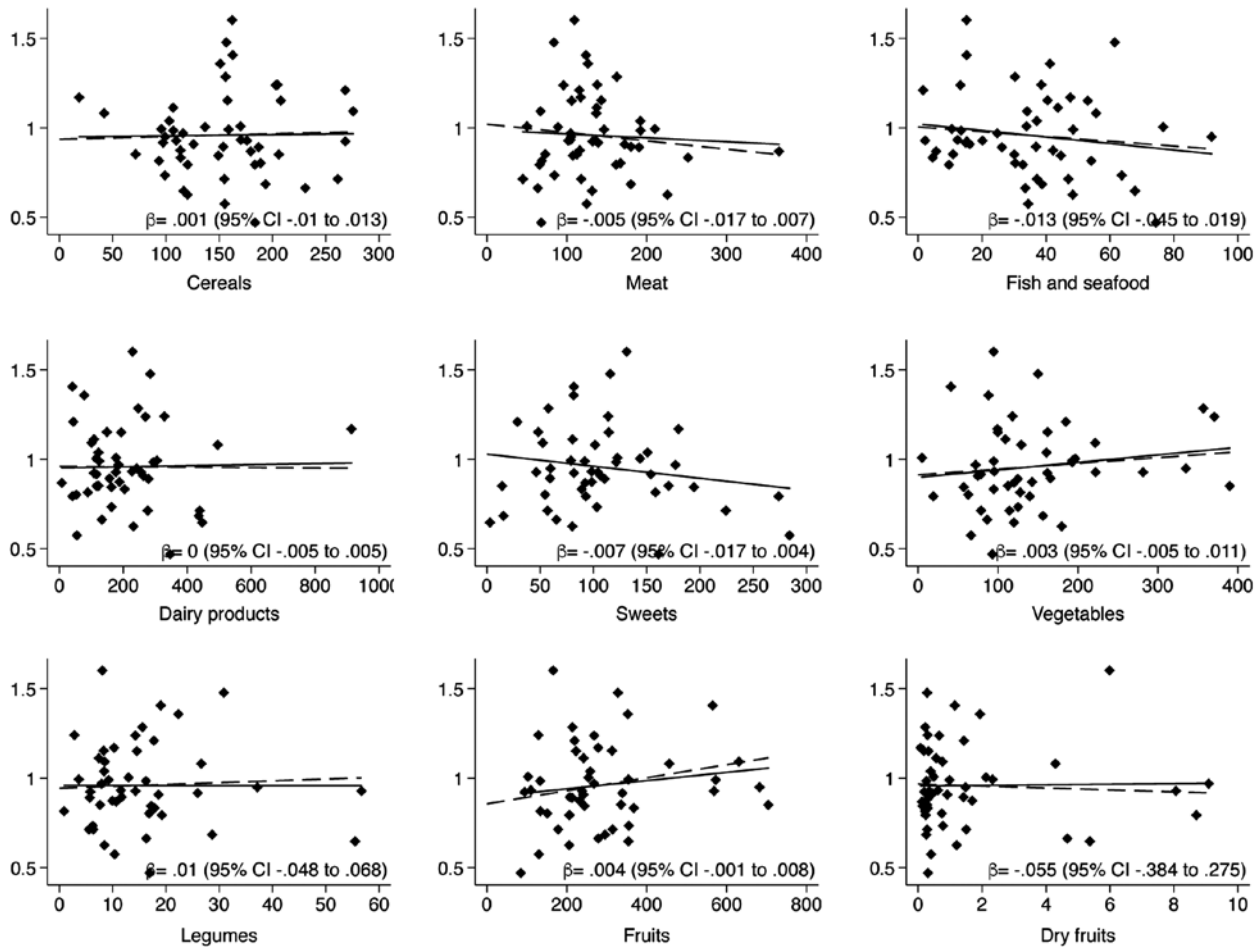 1.5
1
0.5
β= .001 (95% CI -.01 to .013)
0 50 100 150 200 250 300
Cereals
1.5
1
0.5
β= -.005 (95% CI -.017 to .007)
0 100 200 300 400
Meat
1.5
1
0.5
β= -.013 (95% CI -.045 to .019)
0 20 40 60 80 100
Fish and seafood
1.5
1
0.5
β= 0 (95% CI -.005 to .005)
0 200 400 600 800 1000
Dairy products
1.5
1
0.5
β= -.007 (95% CI -.017 to .004)
0 50 100 150 200 250 300
Sweets
1.5
1
0.5
β= .003 (95% CI -.005 to .011)
0 100 200 300 400
Vegetables
1.5
1
0.5
β= .01 (95% CI -.048 to .068)
0 10 20 30 40 50 60
Legumes
1.5
1
0.5
β= .004 (95% CI -.001 to .008)
0 200 400 600 800
Fruits
1.5
1
0.5
β= -.055 (95% CI -.384 to .275)
0 2 4 6 8 10
Dry fruits